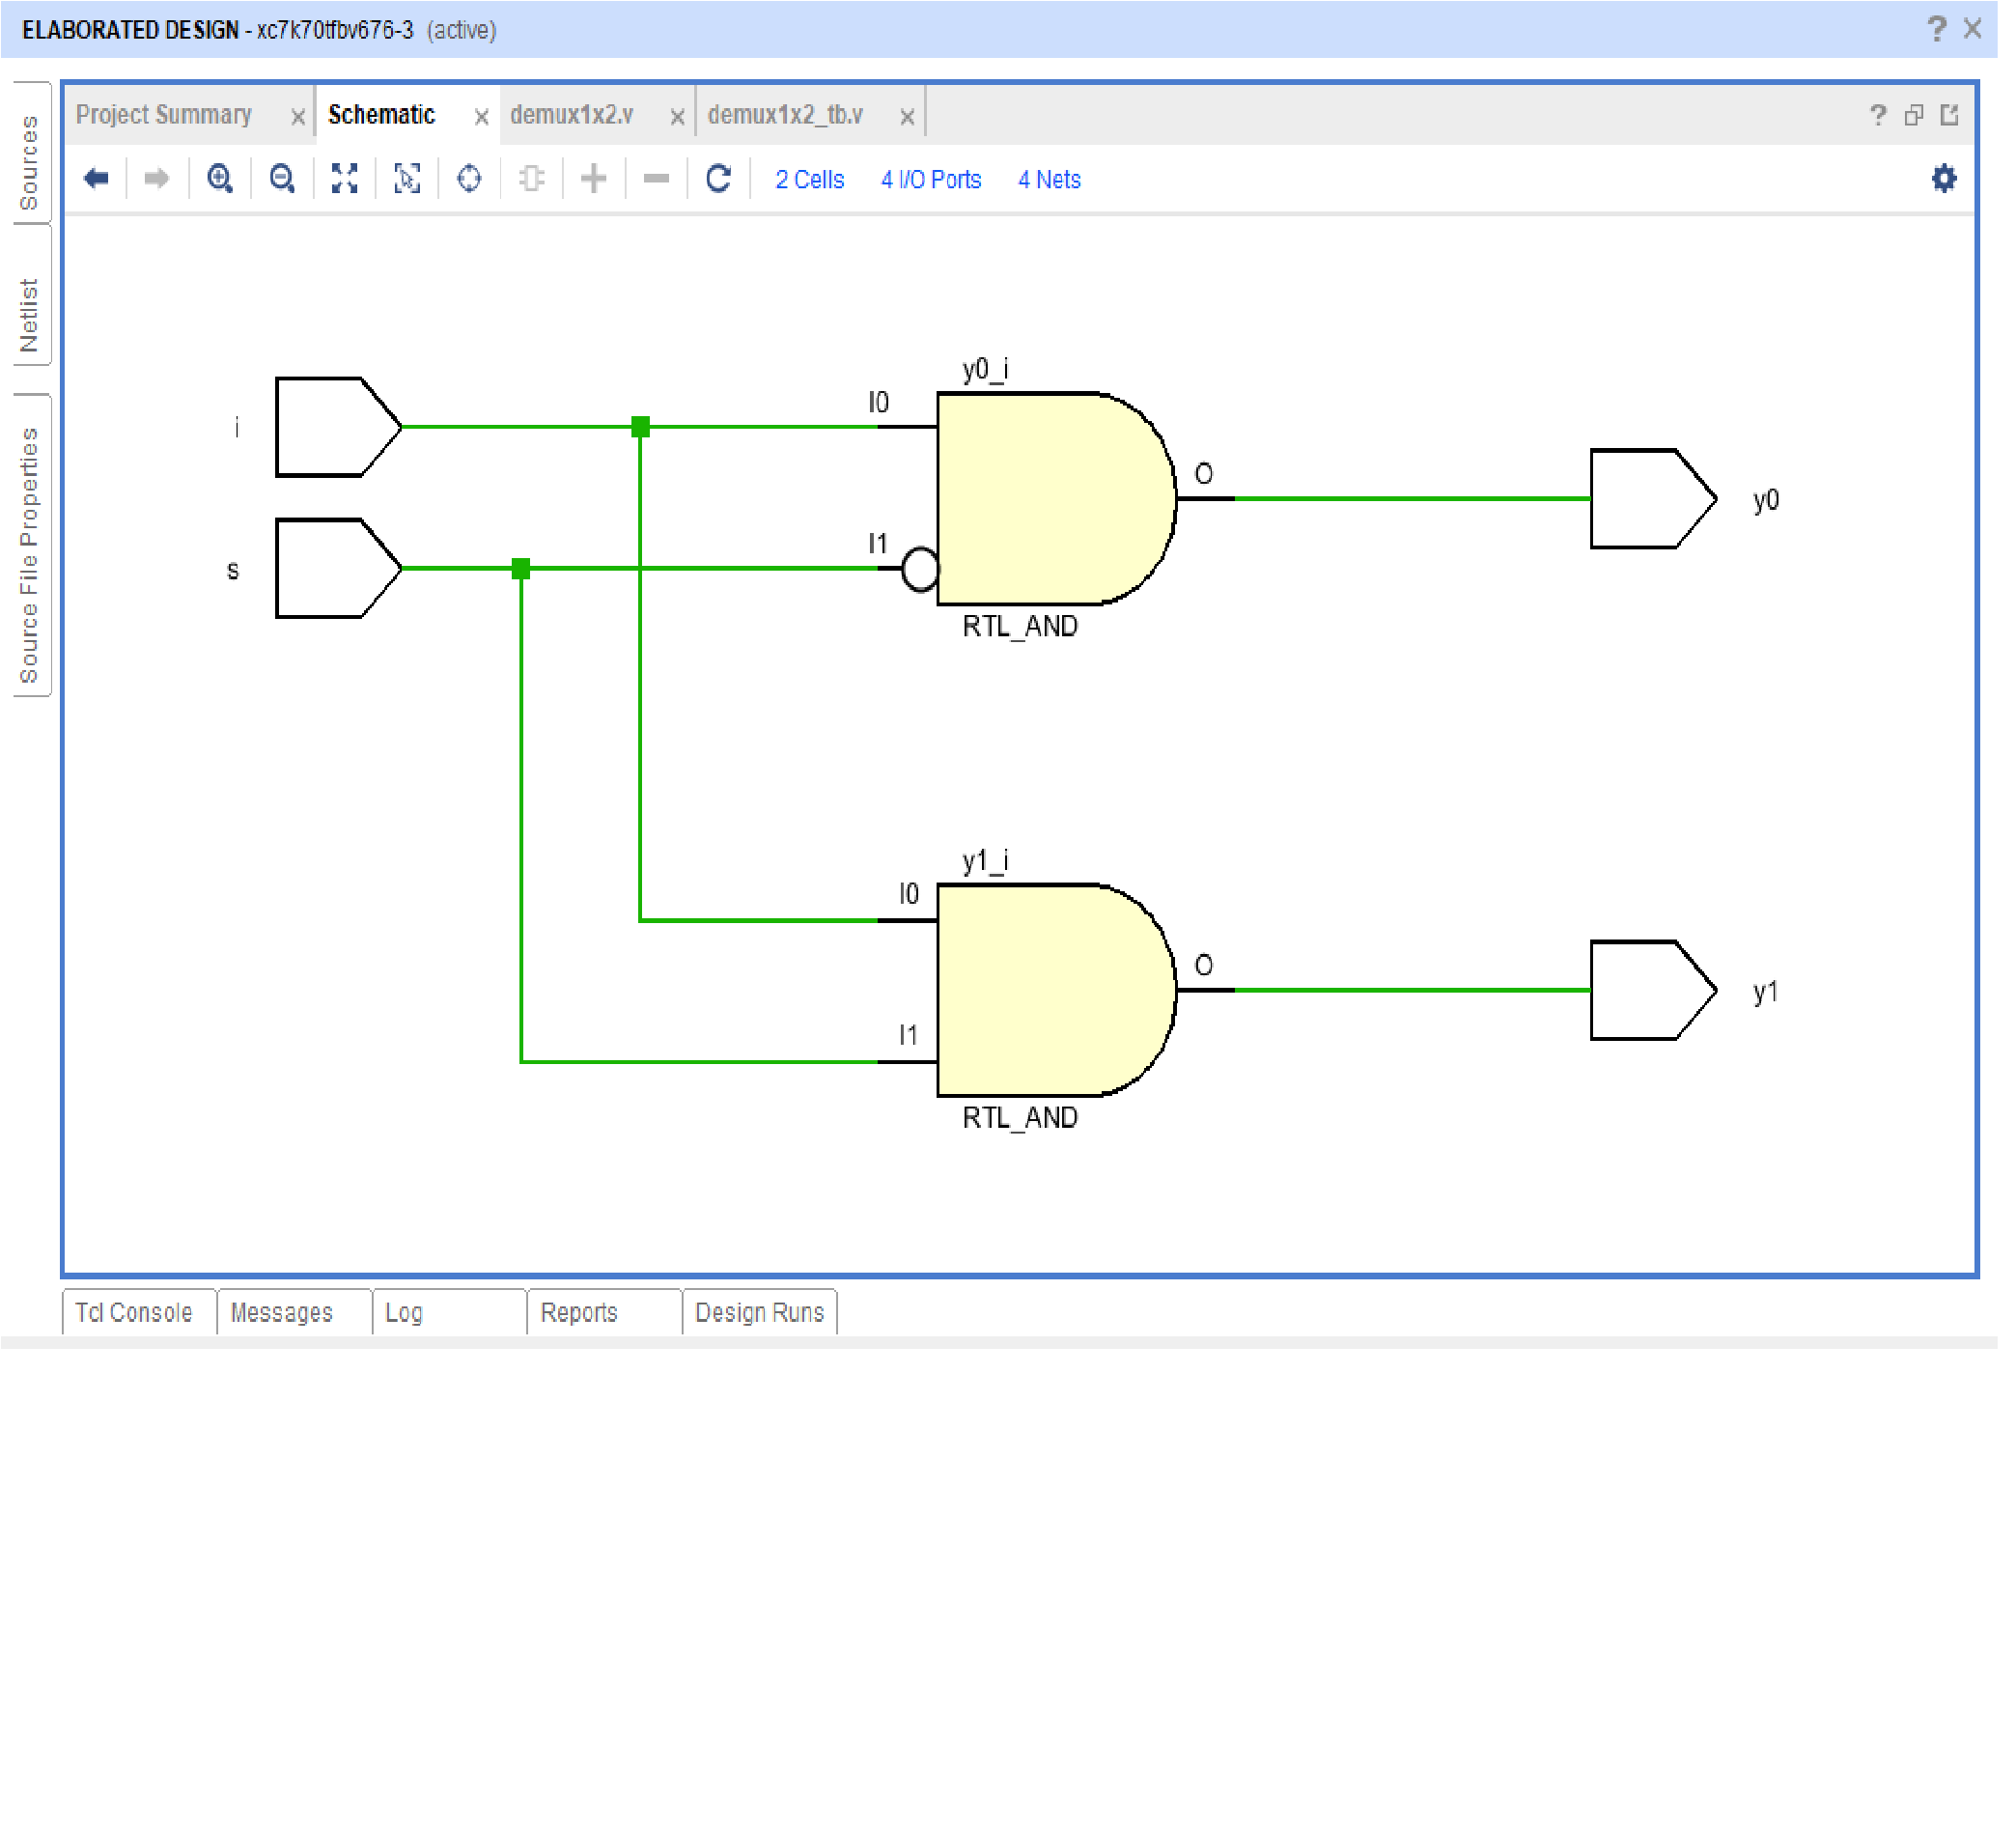 ELABORATED DESIGN - xc7k70tfbv676-3 (active)
Sources
Netlist
Source File Properties
Project Summary
Schematic
demux1x2.v
demux1x2_tb.v
2 Cells
4 I/O Ports
4 Nets
y0_i
i
I0
O
y0
s
I1
RTL_AND
y1_i
I0
O
y1
I1
RTL_AND
Tcl Console
Messages
Log
Reports
Design Runs